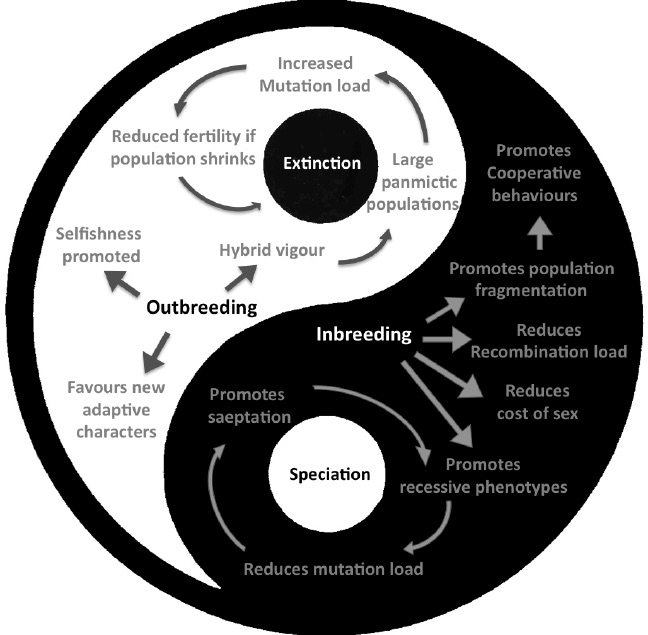 Increased
Mutation load
Reduced fertility if
population shrinks
Extinction
Large
panmictic
populations
Selfishness
promoted
Hybrid vigour
Outbreeding
Favours new
adaptive
characters
Promotes
Cooperative
behaviours
Promotes population
fragmentation
Inbreeding
Reduces
Recombination load
Reduces
cost of sex
Promotes
saeptation
Speciation
Promotes
recessive phenotypes
Reduces mutation load